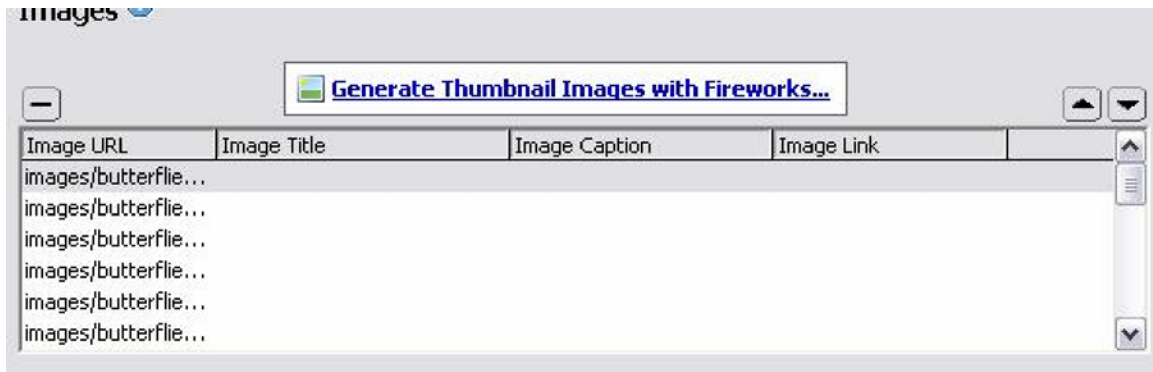 Images
Generate Thumbnail Images with Fireworks...
Image URL Image Title Image Caption Image Link
images/butterflie...
images/butterflie...
images/butterflie...
images/butterflie...
images/butterflie...
images/butterflie...